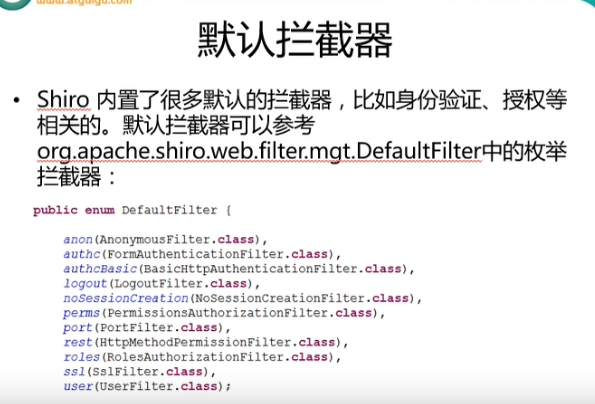 www.atguigu.com
默认拦截器
• Shiro 内置了很多默认的拦截器，比如身份验证、授权等
相关的。默认拦截器可以参考
org.apache.shiro.web.filter.mgt.DefaultFilter中的枚举
拦截器：
public enum DefaultFilter {
anon(AnonymousFilter.class),
authc(FormAuthenticationFilter.class),
authcBasic(BasicHttpAuthenticationFilter.class),
logout(LogoutFilter.class),
noSessionCreation(NoSessionCreationFilter.class),
perms(PermissionsAuthorizationFilter.class),
port(PortFilter.class),
rest(HttpMethodPermissionFilter.class),
roles(RolesAuthorizationFilter.class),
ssl(SslFilter.class),
user(UserFilter.class);